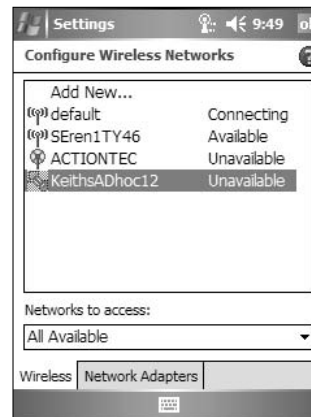 Settings 9:49 ok
Configure Wireless Networks ?
Add New...
default Connecting
SEren1TY46 Available
ACTIONTEC Unavailable
KeithsADhoc12 Unavailable
Networks to access:
All Available
Wireless Network Adapters